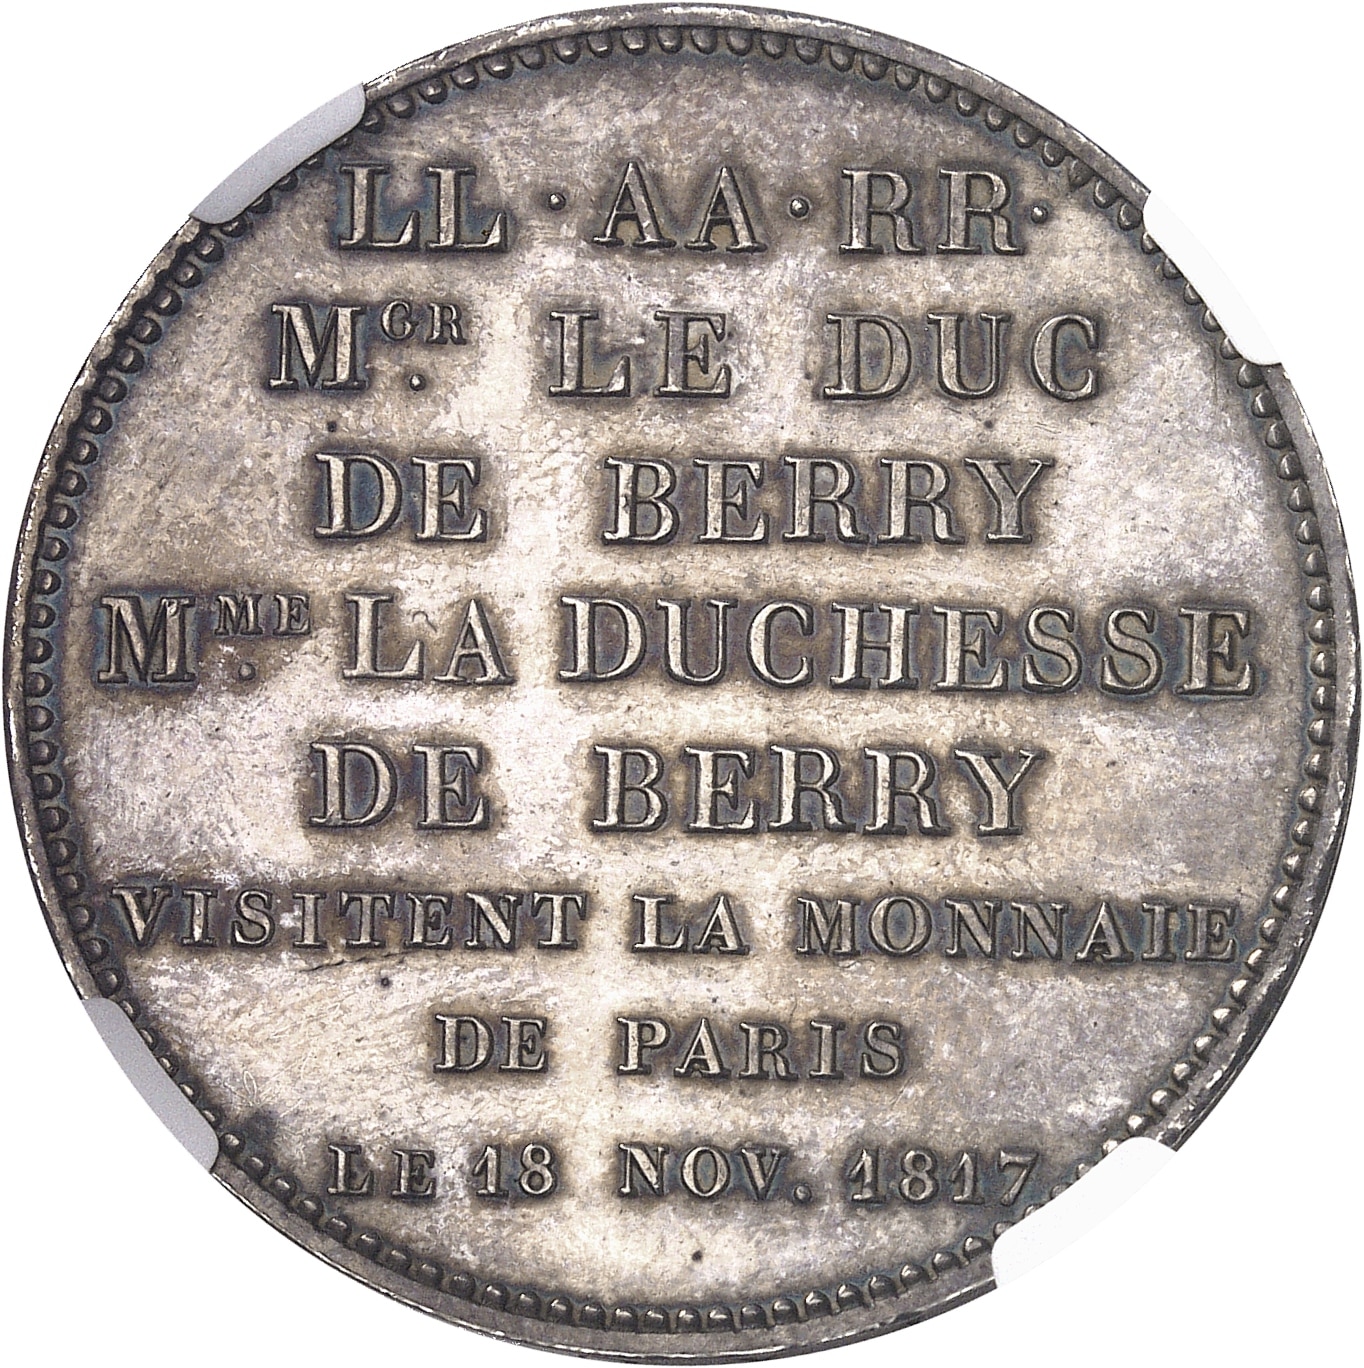 LL · AA · RR ·
MGR. LE DUC
DE BERRY
MME. LA DUCHESSE
DE BERRY
VISITENT LA MONNAIE
DE PARIS
LE 18 NOV. 1817